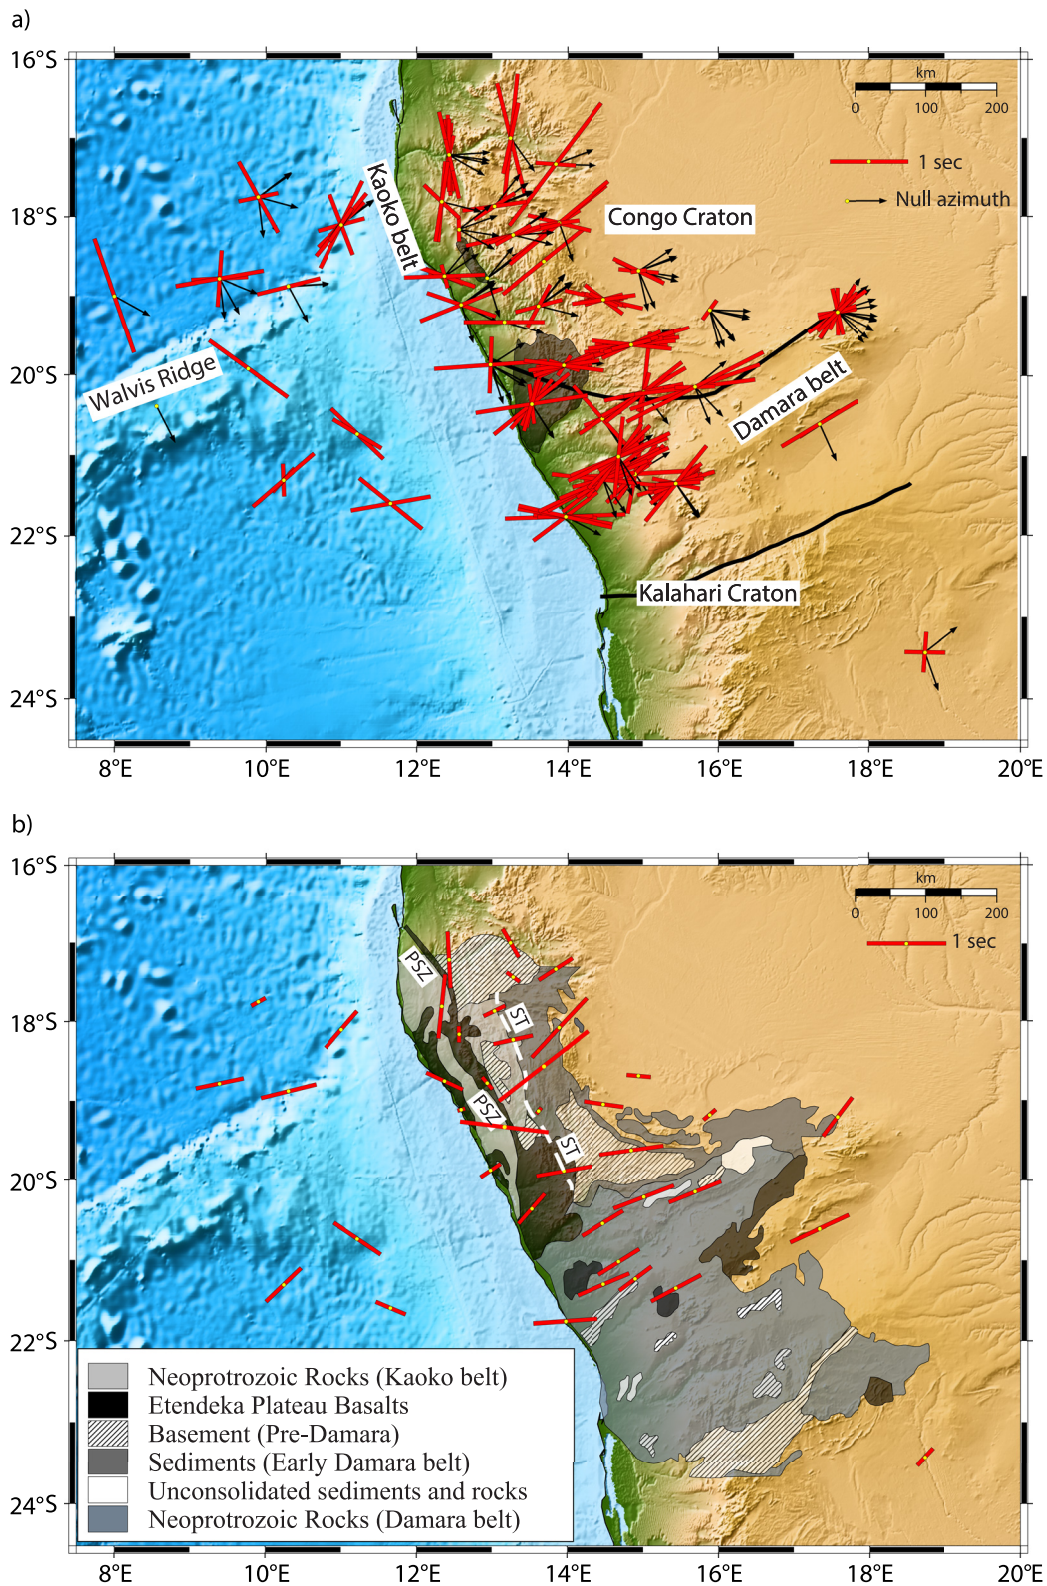 a)
16°S
18°S
20°S
22°S
24°S
km
0 100 200
1 sec
Null azimuth
Kaoko belt
Congo Craton
Walvis Ridge
Damara belt
Kalahari Craton
8°E 10°E 12°E 14°E 16°E 18°E 20°E
b)
16°S
18°S
20°S
22°S
24°S
km
0 100 200
1 sec
PSZ
ST
PSZ
ST
Neoprotrozoic Rocks (Kaoko belt)
Etendeka Plateau Basalts
Basement (Pre-Damara)
Sediments (Early Damara belt)
Unconsolidated sediments and rocks
Neoprotrozoic Rocks (Damara belt)
8°E 10°E 12°E 14°E 16°E 18°E 20°E